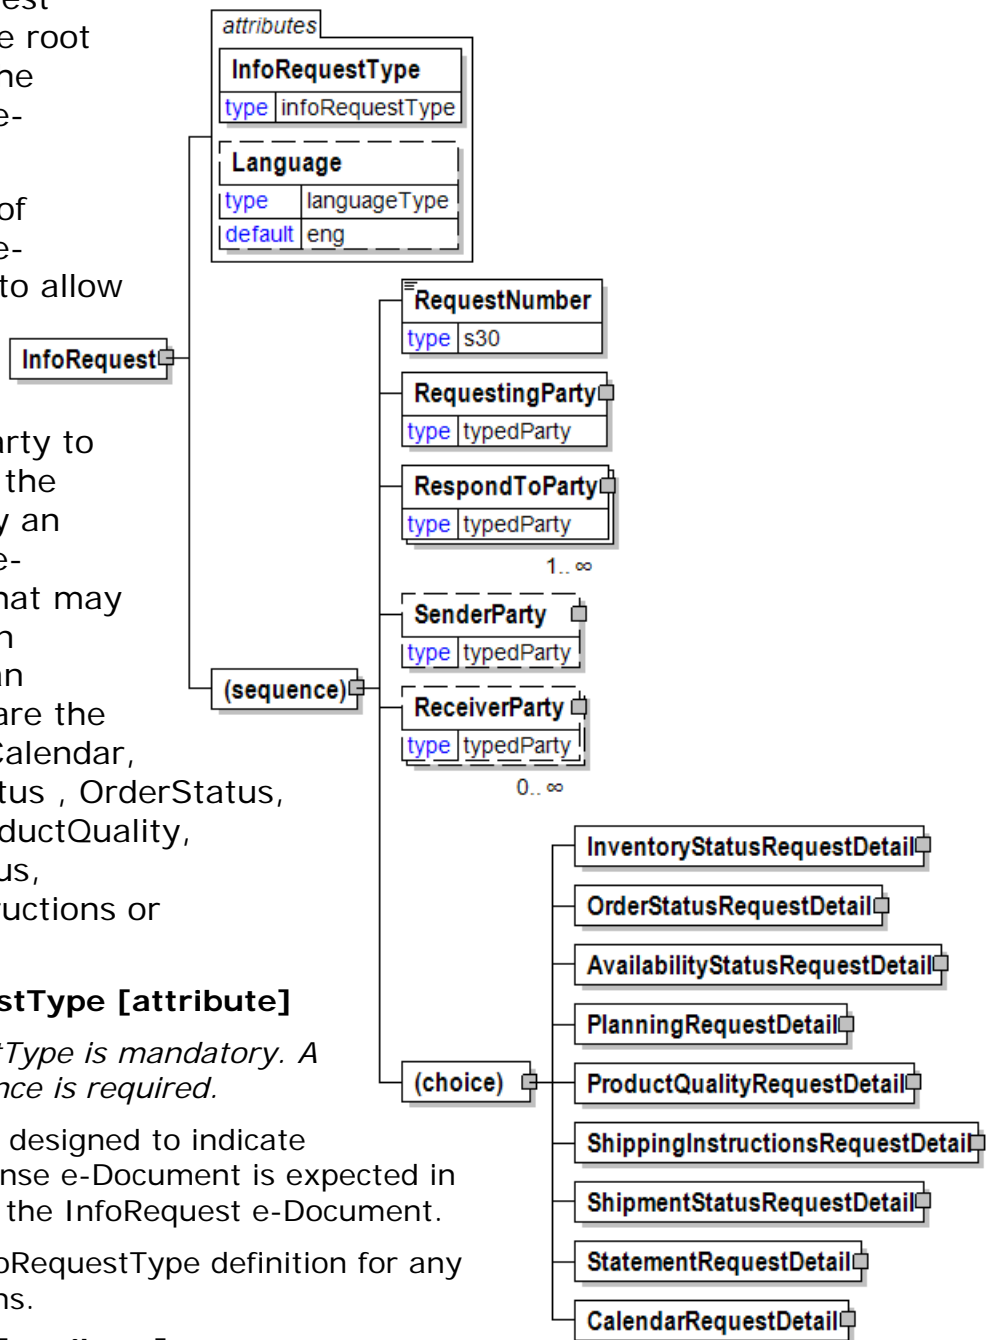 est
e root
he
e-
of
e-
to allow
arty to
the
y an
e-
hat may
n
an
are the
Calendar,
tus , OrderStatus,
ductQuality,
us,
ructions or
stType [attribute]
tType is mandatory. A
nce is required.
designed to indicate
onse e-Document is expected in
the InfoRequest e-Document.
oRequestType definition for any
ns.
attributes
InfoRequestType
type infoRequestType
Language
type languageType
default eng
InfoRequest
(sequence)
RequestNumber
type s30
RequestingParty
type typedParty
RespondToParty
type typedParty
1.. ∞
SenderParty
type typedParty
ReceiverParty
type typedParty
0.. ∞
(choice)
InventoryStatusRequestDetail
OrderStatusRequestDetail
AvailabilityStatusRequestDetail
PlanningRequestDetail
ProductQualityRequestDetail
ShippingInstructionsRequestDetail
ShipmentStatusRequestDetail
StatementRequestDetail
CalendarRequestDetail